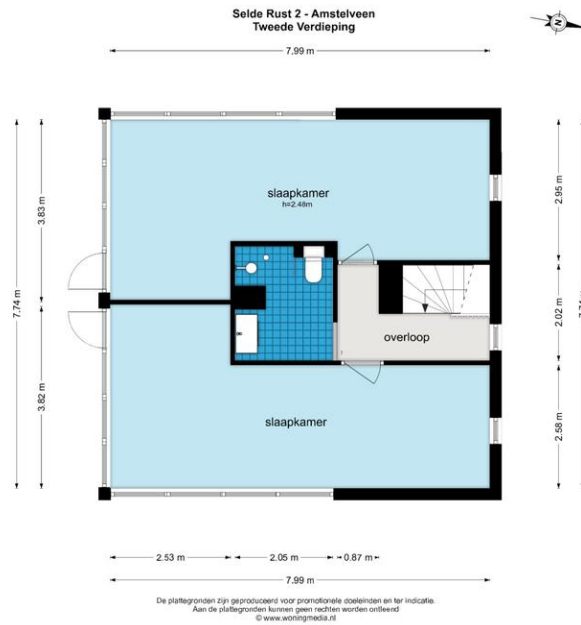 Selde Rust 2 - Amstelveen
Tweede Verdieping
N
7.99 m
7.74 m
3.83 m
3.82 m
slaapkamer
h=2.48m
overloop
slaapkamer
2.95 m
2.02 m
2.58 m
2.53 m
2.05 m
0.87 m
7.99 m
De plattegronden zijn geproduceerd voor promotionele doeleinden en ter indicatie.
Aan de plattegronden kunnen geen rechten worden ontleend
© www.woningmedia.nl